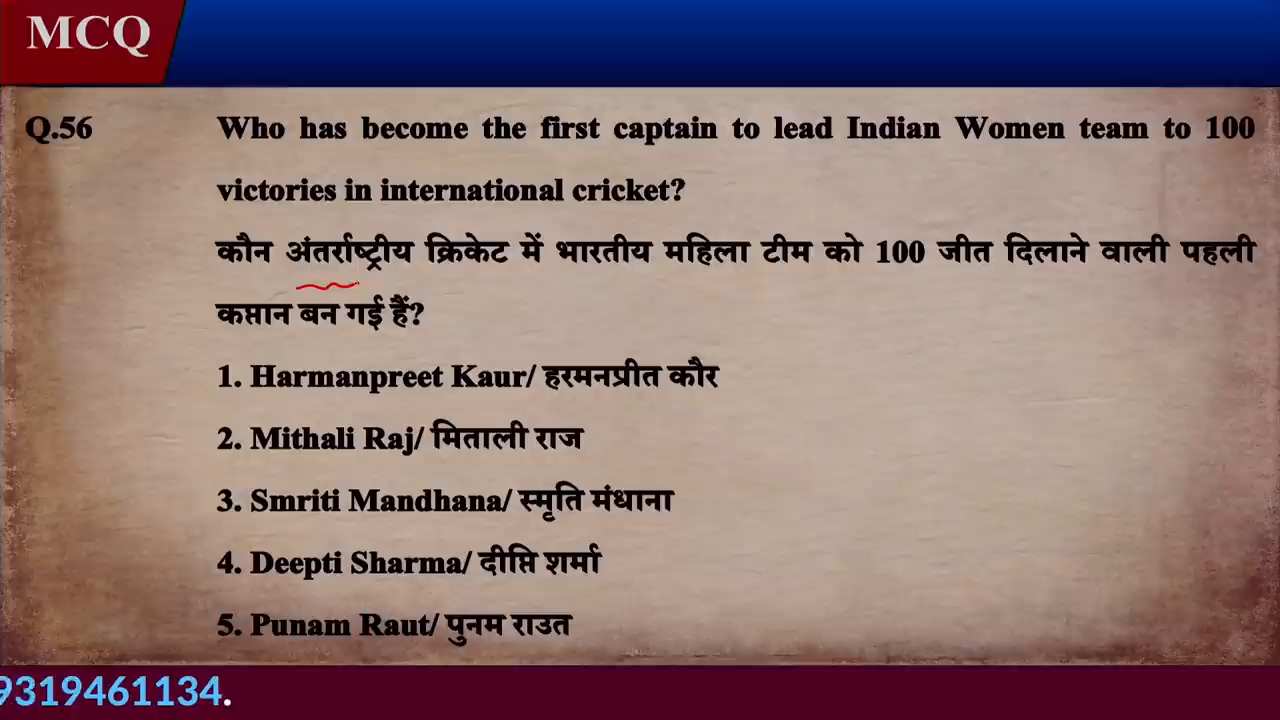 MCQ
Q.56 Who has become the first captain to lead Indian Women team to 100
victories in international cricket?
कौन अंतर्राष्ट्रीय क्रिकेट में भारतीय महिला टीम को 100 जीत दिलाने वाली पहली
कप्तान बन गई हैं?
1. Harmanpreet Kaur/ हरमनप्रीत कौर
2. Mithali Raj/ मिताली राज
3. Smriti Mandhana/ स्मृति मंधाना
4. Deepti Sharma/ दीप्ति शर्मा
5. Punam Raut/ पुनम राउत
9319461134.